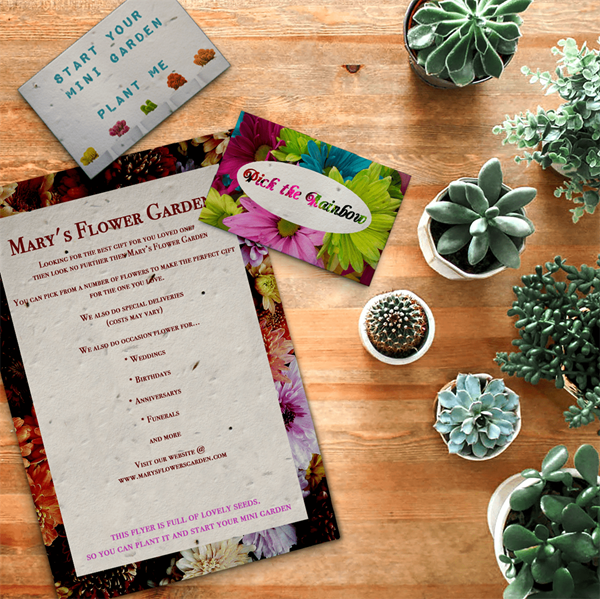 START YOUR
MINI GARDEN
PLANT ME
Pick the Rainbow
MARY'S FLOWER GARDEN
LOOKING FOR THE BEST GIFT FOR YOU LOVED ONE?
THEN LOOK NO FURTHER THEN MARY'S FLOWER GARDEN
YOU CAN PICK FROM A NUMBER OF FLOWERS TO MAKE THE PERFECT GIFT
FOR THE ONE YOU LOVE.
WE ALSO DO SPECIAL DELIVERIES
(COSTS MAY VARY)
WE ALSO DO OCCASION FLOWER FOR...
* WEDDINGS
* BIRTHDAYS
* ANNIVERSARYS
* FUNERALS
AND MORE
VISIT OUR WEBSITE @
WWW.MARYSFLOWERSGARDEN.COM
THIS FLYER IS FULL OF LOVELY SEEDS.
SO YOU CAN PLANT IT AND START YOUR MINI GARDEN